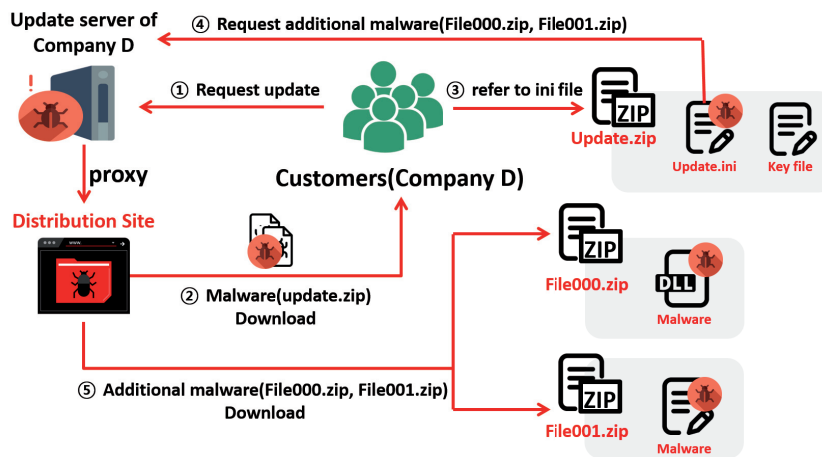 Update server of
Company D
④ Request additional malware(File000.zip, File001.zip)
① Request update
③ refer to ini file
ZIP
Update.zip
Update.ini
Key file
proxy
Customers(Company D)
Distribution Site
www
② Malware(update.zip)
Download
ZIP
File000.zip
DLL
Malware
⑤ Additional malware(File000.zip, File001.zip)
Download
ZIP
File001.zip
Malware